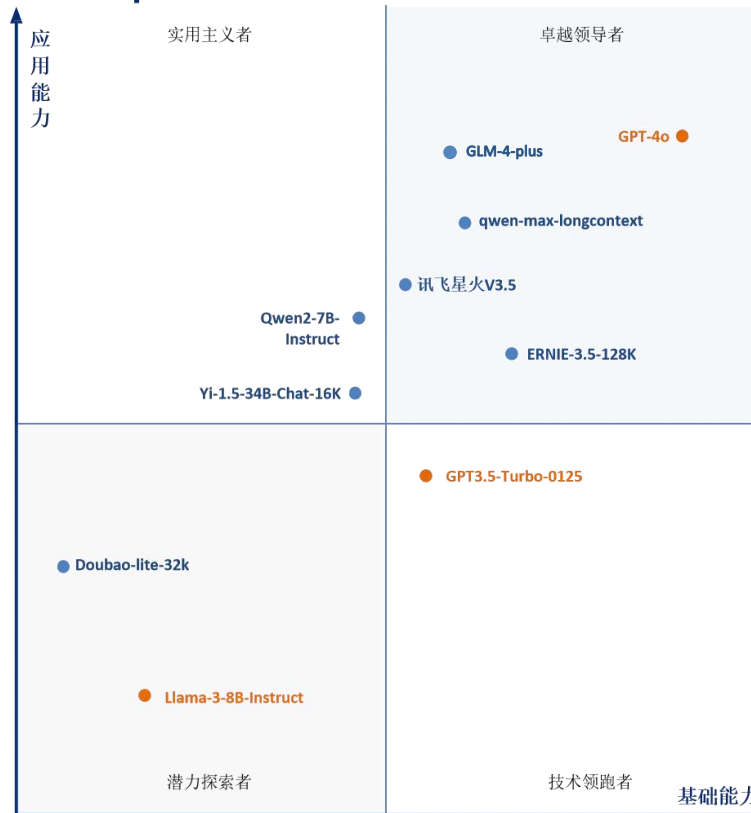 应用能力
实用主义者
卓越领导者
GPT-4o
GLM-4-plus
qwen-max-longcontext
讯飞星火V3.5
Qwen2-7B-
Instruct
ERNIE-3.5-128K
Yi-1.5-34B-Chat-16K
GPT3.5-Turbo-0125
Doubao-lite-32k
Llama-3-8B-Instruct
潜力探索者
技术领跑者
基础能力